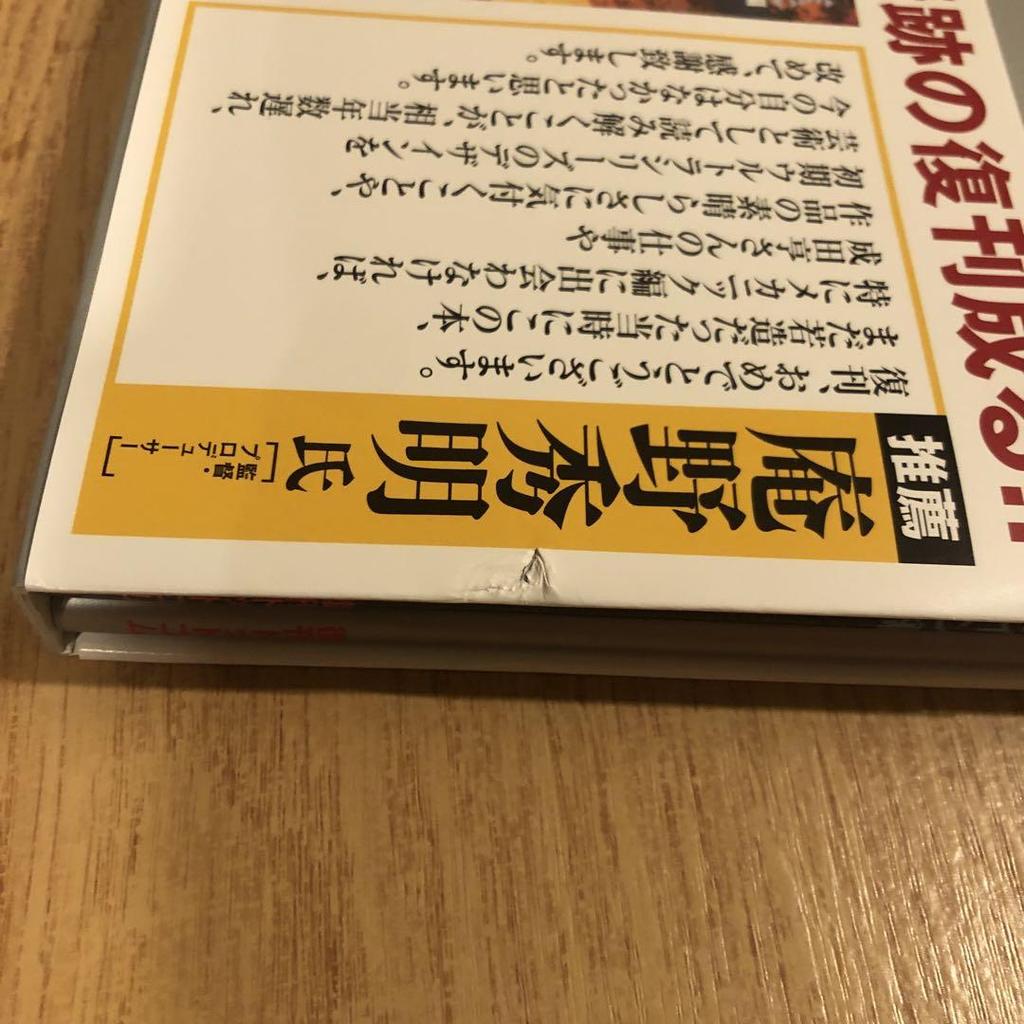 跡の復刊成る!!
推薦
庵野秀明氏
[監督・プロデューサー]
復刊、おめでとうございます。
まだ若造だった当時にこの本、
特にメカニック編に出会わなければ、
成田亨さんの仕事や
作品の素晴らしさに気付くことや、
初期ウルトラシリーズのデザインを
芸術として読み解くことが、相当年数遅れ、
今の自分はなかったと思います。
改めて、感謝致します。